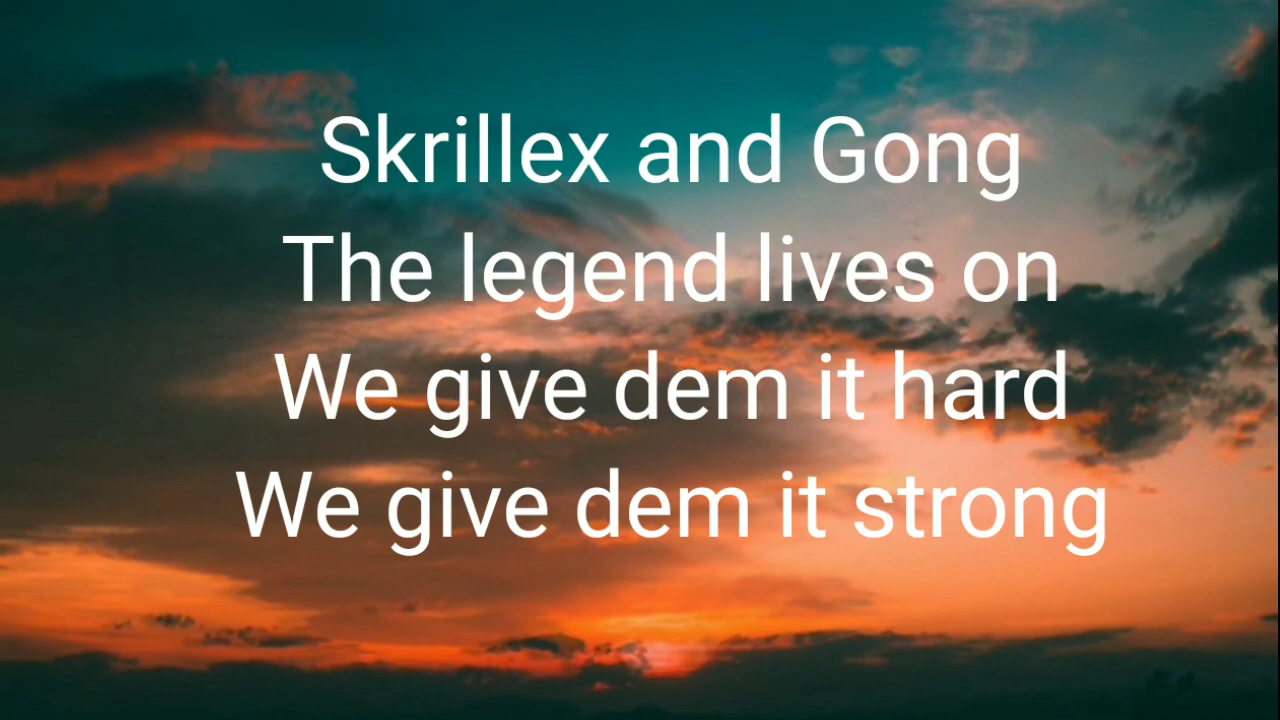 Skrillex and Gong
The legend lives on
We give dem it hard
We give dem it strong